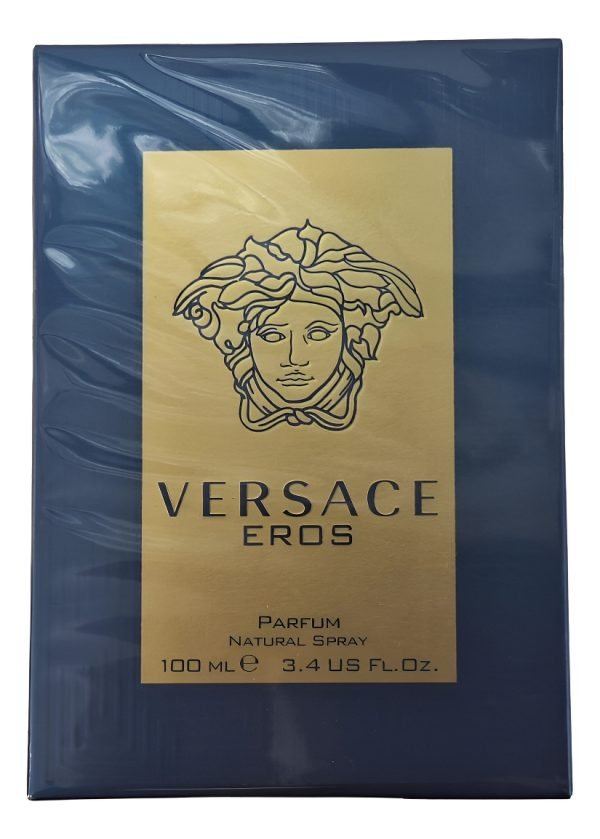 VERSACE
EROS
PARFUM
NATURAL SPRAY
100 ML ℮ 3.4 US FL.OZ.